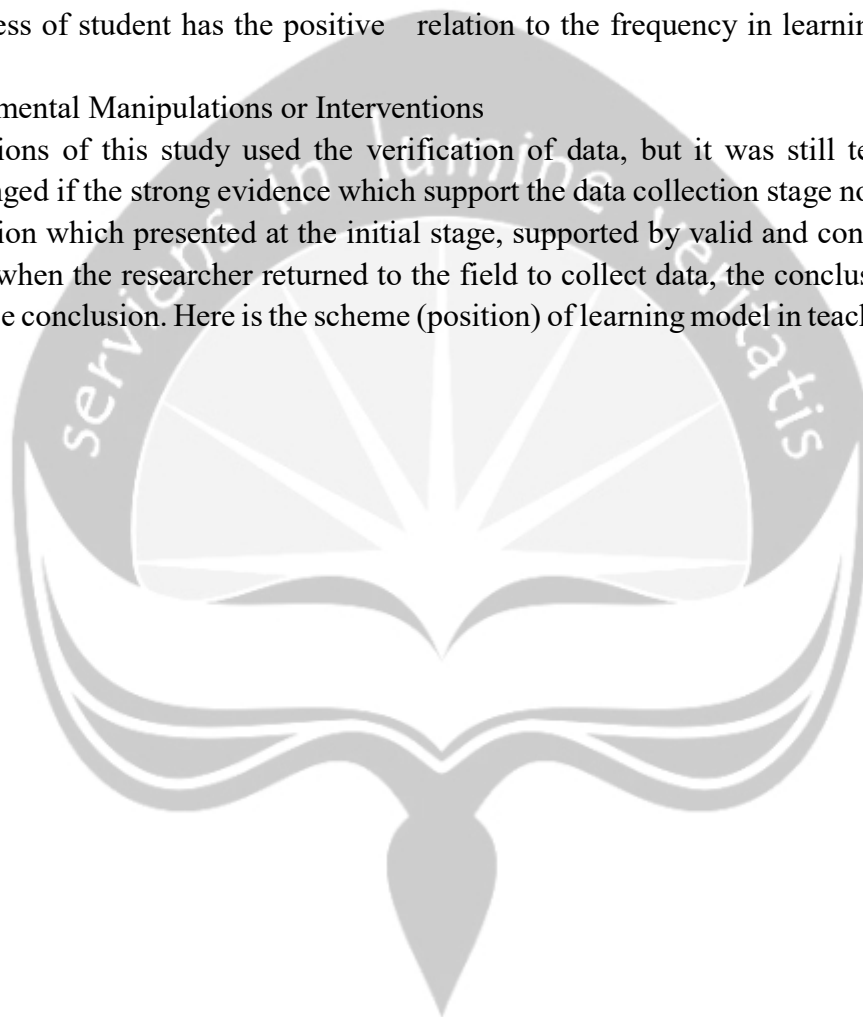 ess of student has the positive relation to the frequency in learnin
mental Manipulations or Interventions
ions of this study used the verification of data, but it was still te
nged if the strong evidence which support the data collection stage no
ion which presented at the initial stage, supported by valid and con
when the researcher returned to the field to collect data, the conclus
e conclusion. Here is the scheme (position) of learning model in teach
serviens in lumine veritatis